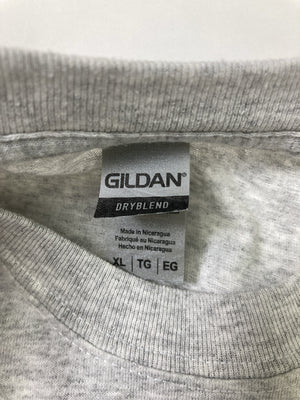 GILDAN®
DRYBLEND
Made in Nicaragua
Fabriqué au Nicaragua
Hecho en Nicaragua
XL | TG | EG